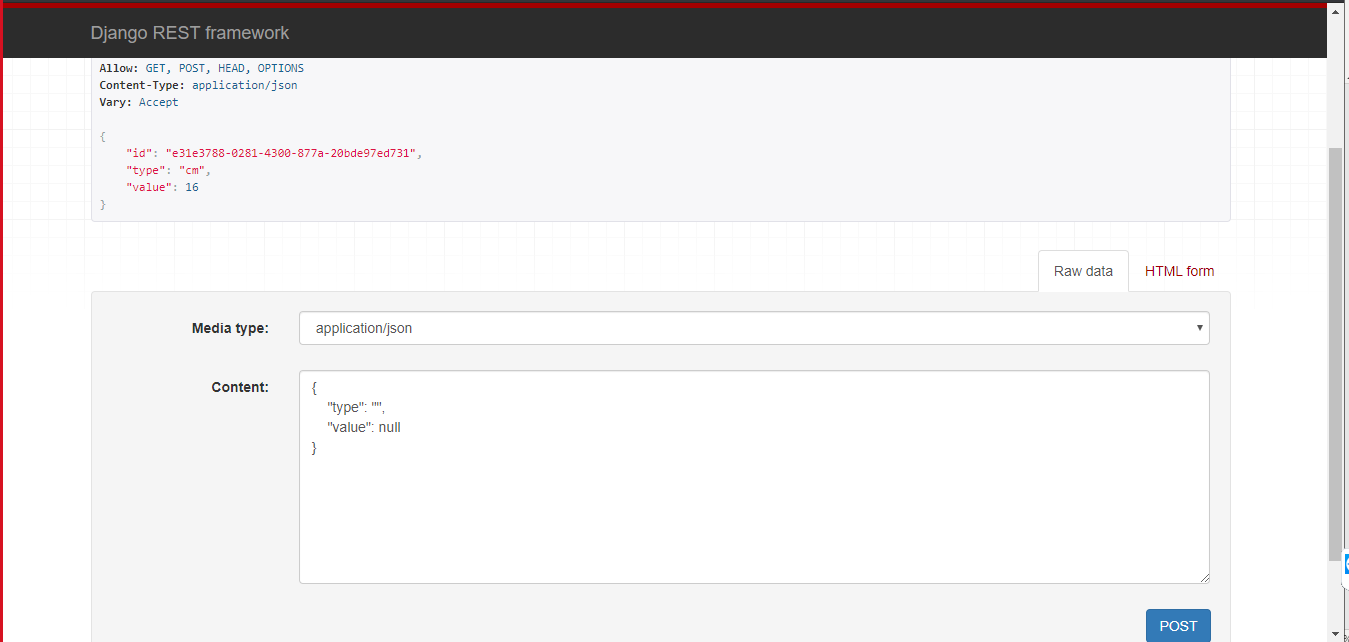 Django REST framework
Allow: GET, POST, HEAD, OPTIONS
Content-Type: application/json
Vary: Accept
{
    "id": "e31e3788-0281-4300-877a-20bde97ed731",
    "type": "cm",
    "value": 16
}
Raw data HTML form
Media type: application/json
Content: {
    "type": "",
    "value": null
}
POST